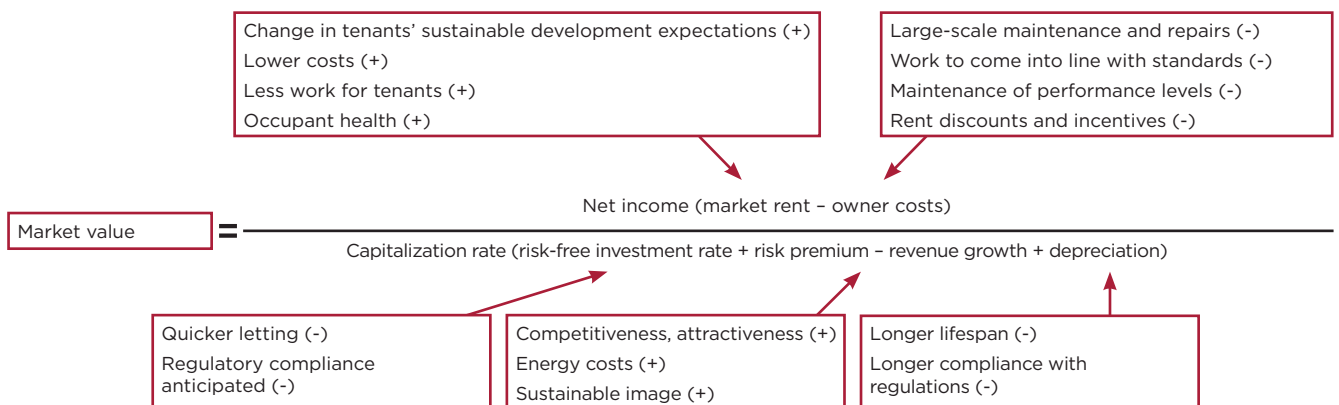 Change in tenants’ sustainable development expectations (+)
Lower costs (+)
Less work for tenants (+)
Occupant health (+)
Large-scale maintenance and repairs (-)
Work to come into line with standards (-)
Maintenance of performance levels (-)
Rent discounts and incentives (-)
Net income (market rent – owner costs)
Market value
=
Capitalization rate (risk-free investment rate + risk premium – revenue growth + depreciation)
Quicker letting (-)
Regulatory compliance
anticipated (-)
Competitiveness, attractiveness (+)
Energy costs (+)
Sustainable image (+)
Longer lifespan (-)
Longer compliance with
regulations (-)